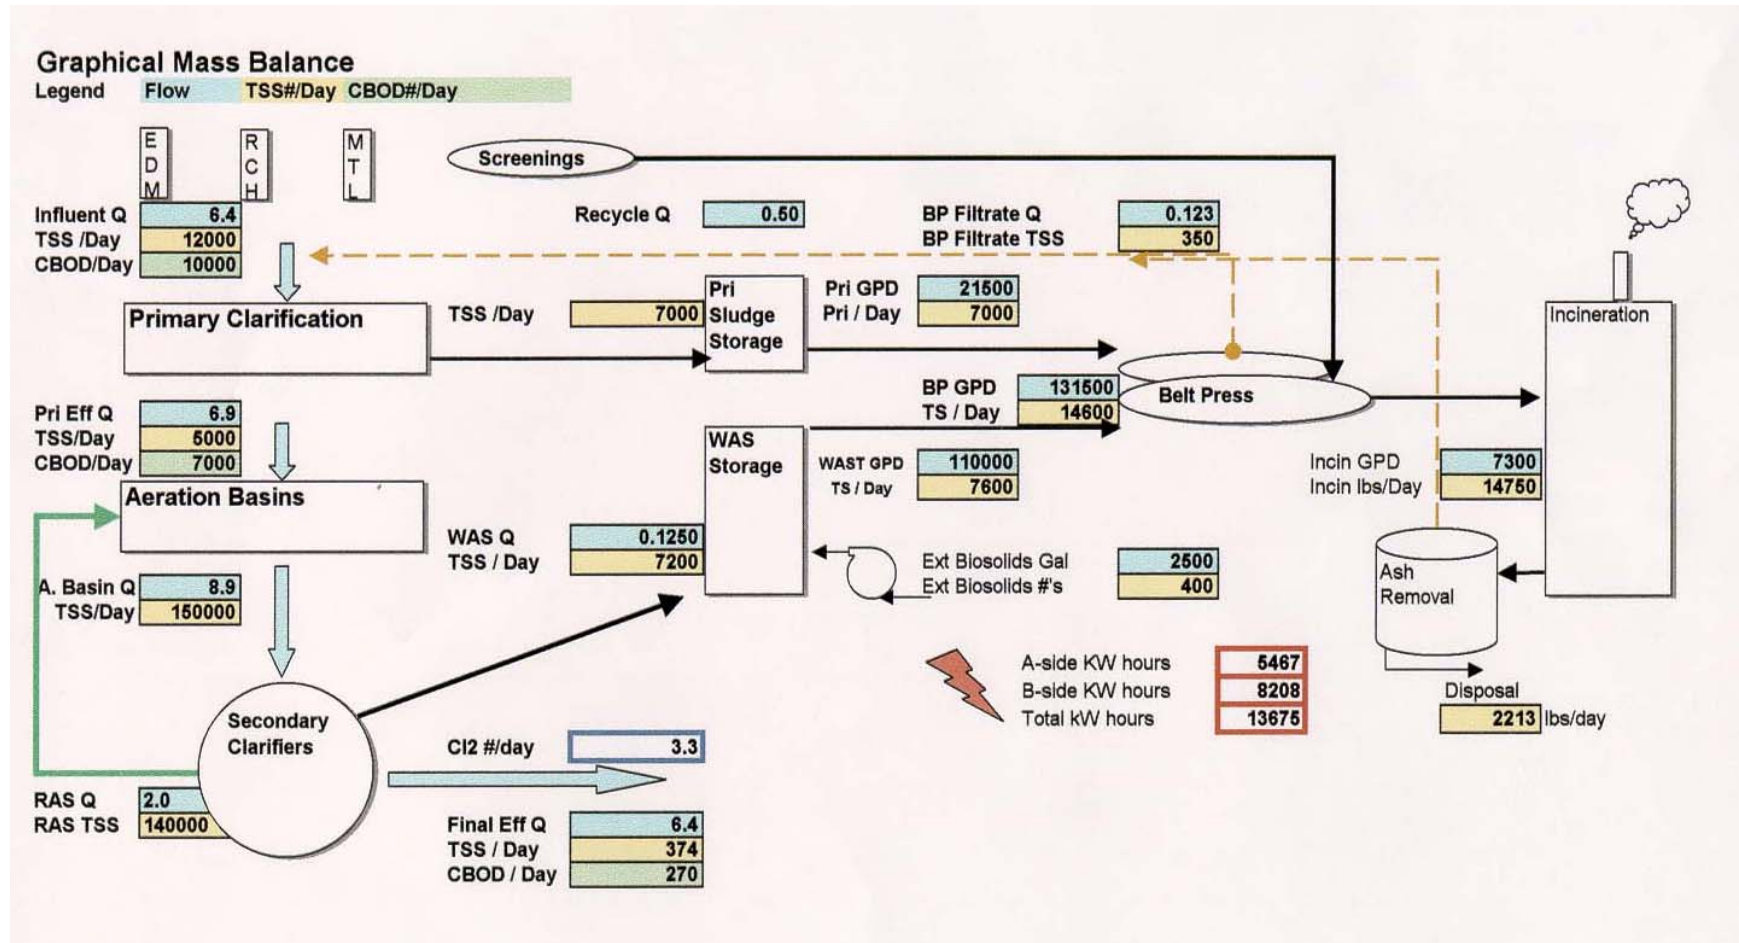 Graphical Mass Balance
Legend Flow TSS#/Day CBOD#/Day
EDM RCH MTL
Screenings
Influent Q 6.4
TSS /Day 12000
CBOD/Day 10000
Recycle Q 0.50
BP Filtrate Q 0.123
BP Filtrate TSS 350
Primary Clarification
TSS /Day 7000
Pri
Sludge
Storage
Pri GPD 21500
Pri / Day 7000
Incineration
BP GPD 131500
TS / Day 14600
Belt Press
Pri Eff Q 6.9
TSS/Day 5000
CBOD/Day 7000
WAS
Storage
WAST GPD 110000
TS / Day 7600
Incin GPD 7300
Incin lbs/Day 14750
Aeration Basins
WAS Q 0.1250
TSS / Day 7200
Ext Biosolids Gal 2500
Ext Biosolids #'s 400
Ash
Removal
A. Basin Q 8.9
TSS/Day 150000
A-side KW hours 5467
B-side KW hours 8208
Total kW hours 13675
Disposal
2213 lbs/day
Secondary
Clarifiers
Cl2 #/day 3.3
RAS Q 2.0
RAS TSS 140000
Final Eff Q 6.4
TSS / Day 374
CBOD / Day 270